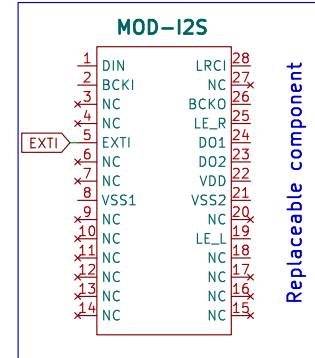 MOD-I2S
1 DIN LRCI 28
2 BCKI NC 27
3 NC BCKO 26
4 NC LE_R 25
EXTI 5 EXTI DO1 24
6 NC DO2 23
7 NC VDD 22
8 VSS1 VSS2 21
9 NC NC 20
10 NC LE_L 19
11 NC NC 18
12 NC NC 17
13 NC NC 16
14 NC NC 15
Replaceable component